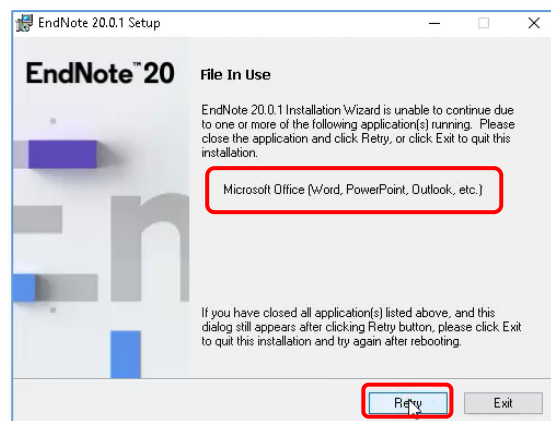 EndNote 20.0.1 Setup
EndNote™20
File In Use
EndNote 20.0.1 Installation Wizard is unable to continue due
to one or more of the following application(s) running. Please
close the application and click Retry, or click Exit to quit this
installation.
Microsoft Office (Word, PowerPoint, Outlook, etc.)
If you have closed all application(s) listed above, and this
dialog still appears after clicking Retry button, please click Exit
to quit this installation and try again after rebooting.
Retry
Exit